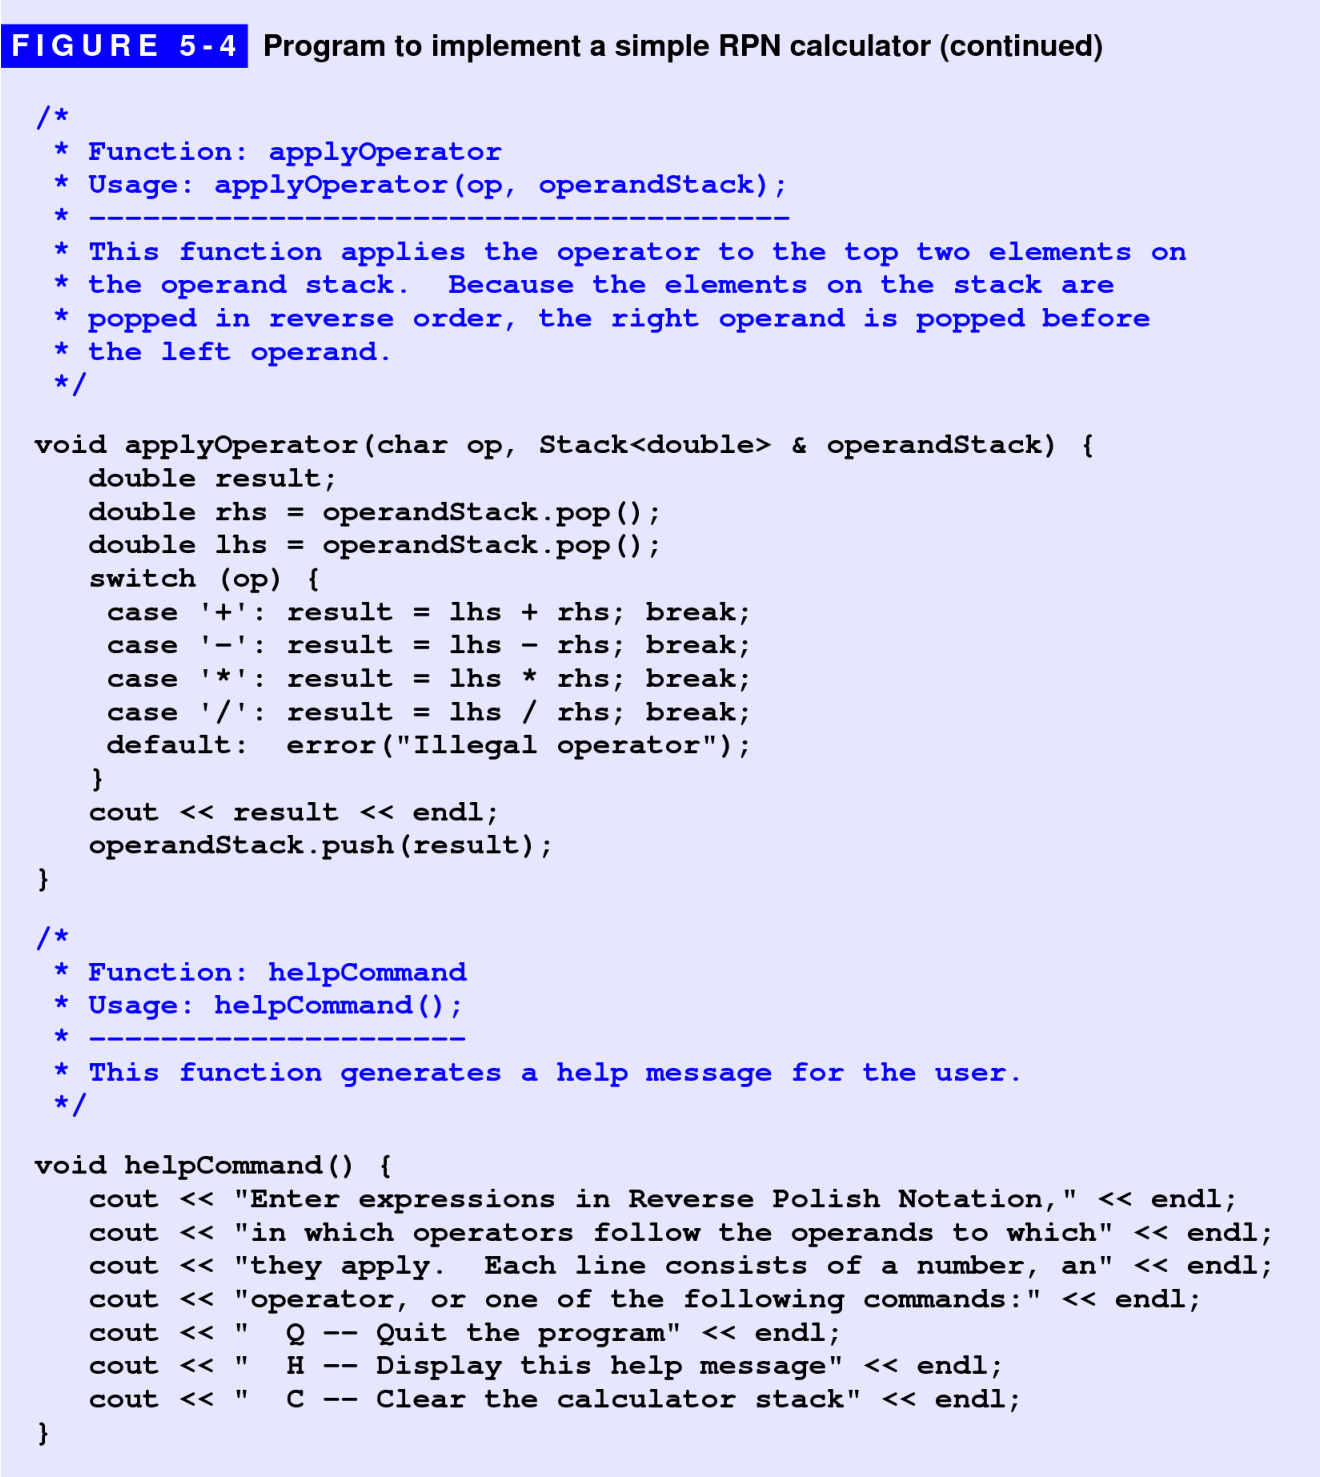 FIGURE 5-4 Program to implement a simple RPN calculator (continued)
/*
 * Function: applyOperator
 * Usage: applyOperator(op, operandStack);
 * ---------------------------------------
 * This function applies the operator to the top two elements on
 * the operand stack.  Because the elements on the stack are
 * popped in reverse order, the right operand is popped before
 * the left operand.
 */
void applyOperator(char op, Stack<double> & operandStack) {
   double result;
   double rhs = operandStack.pop();
   double lhs = operandStack.pop();
   switch (op) {
    case '+': result = lhs + rhs; break;
    case '-': result = lhs - rhs; break;
    case '*': result = lhs * rhs; break;
    case '/': result = lhs / rhs; break;
    default:  error("Illegal operator");
   }
   cout << result << endl;
   operandStack.push(result);
}
/*
 * Function: helpCommand
 * Usage: helpCommand();
 * ---------------------
 * This function generates a help message for the user.
 */
void helpCommand() {
   cout << "Enter expressions in Reverse Polish Notation," << endl;
   cout << "in which operators follow the operands to which" << endl;
   cout << "they apply.  Each line consists of a number, an" << endl;
   cout << "operator, or one of the following commands:" << endl;
   cout << "  Q -- Quit the program" << endl;
   cout << "  H -- Display this help message" << endl;
   cout << "  C -- Clear the calculator stack" << endl;
}